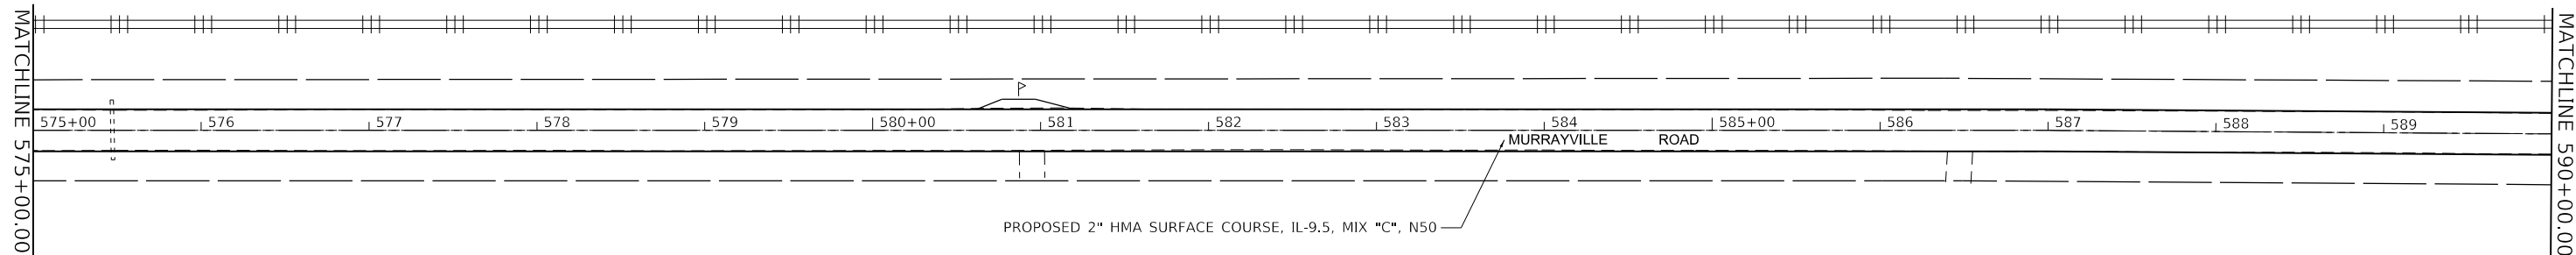 MATCHLINE 575+00.00
575+00 576 577 578 579 580+00 581 582 583 584 585+00 586 587 588 589
MURRAYVILLE ROAD
PROPOSED 2" HMA SURFACE COURSE, IL-9.5, MIX "C", N50
MATCHLINE 590+00.00